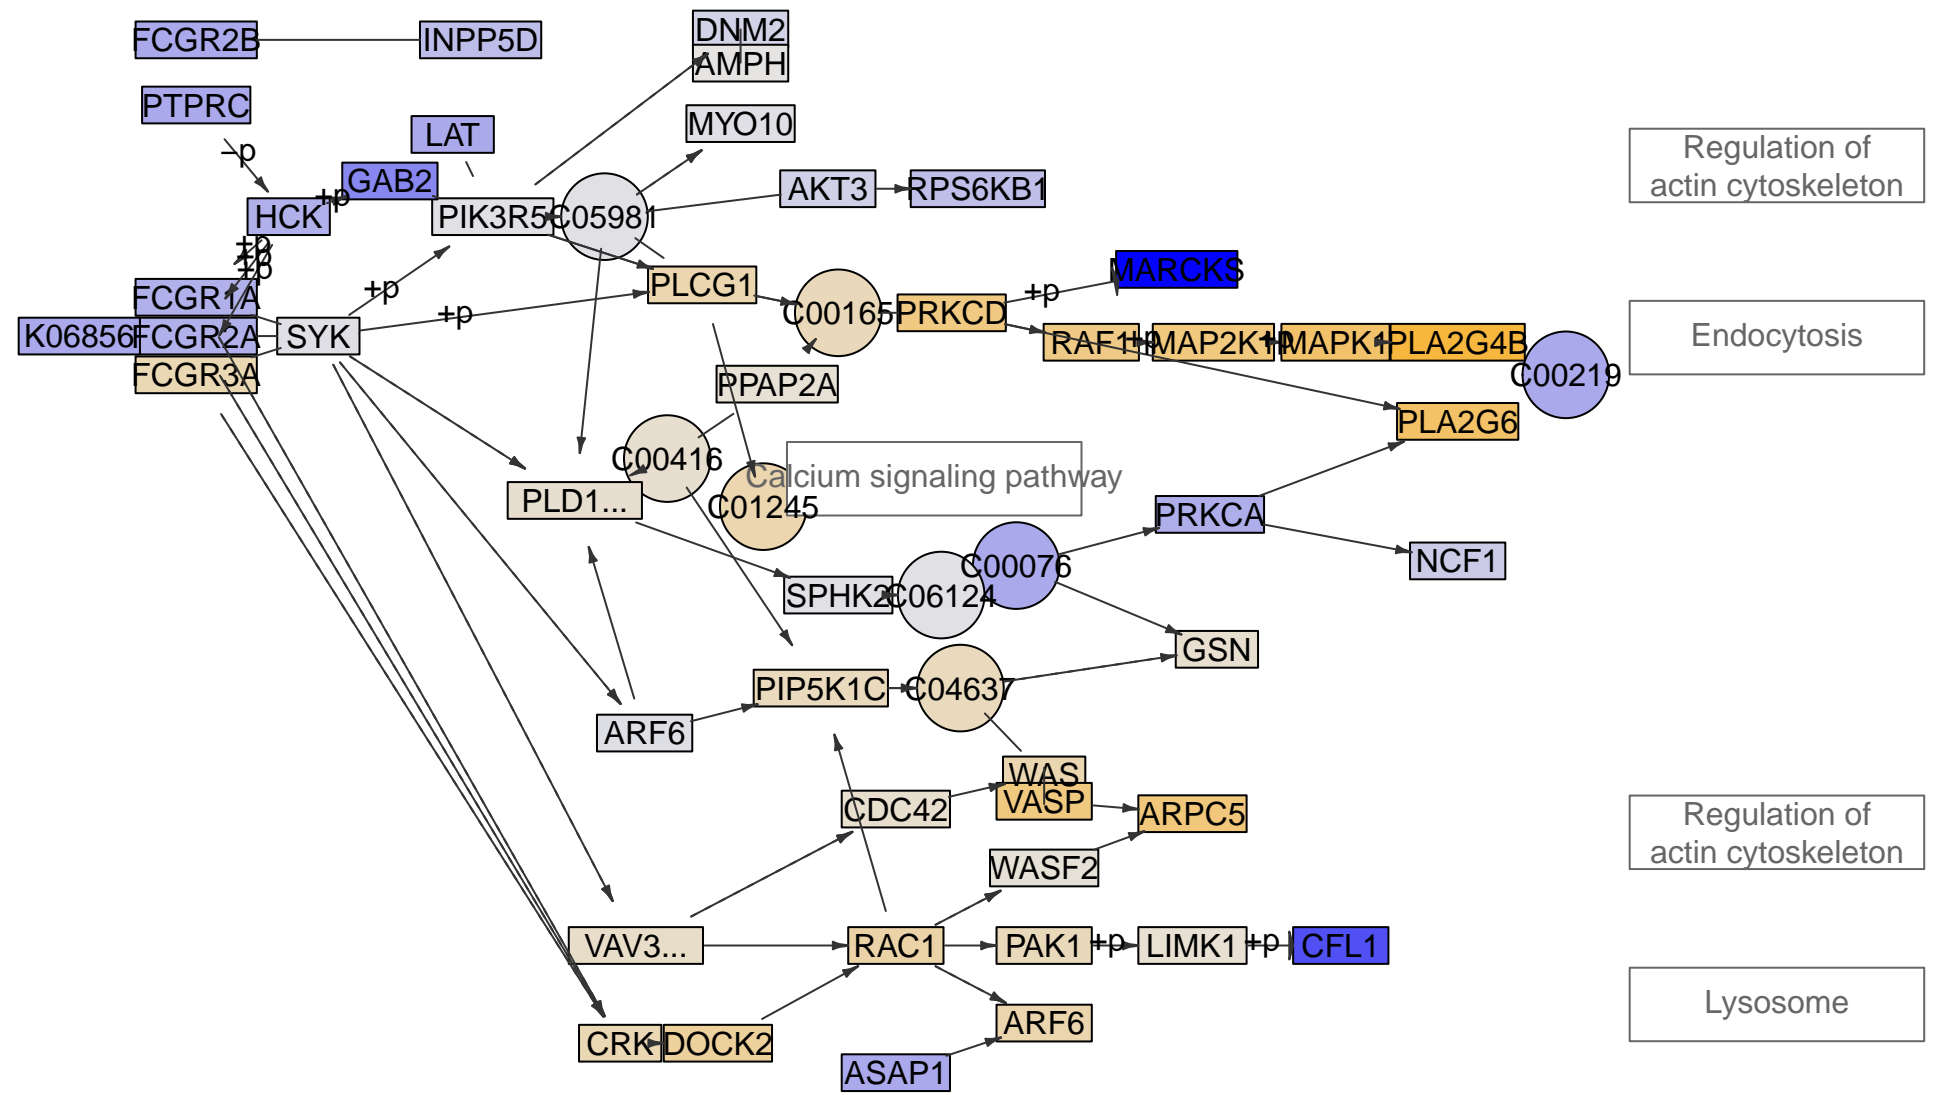 FCGR2B
INPP5D
DNM2
AMPH
PTPRC
LAT
MYO10
Regulation of
actin cytoskeleton
−p
GAB2
+p
HCK
PIK3R5
C05981
AKT3
RPS6KB1
+p
+p
+p
MARCKS
FCGR1A
+p
PLCG1
+p
C00165
PRKCD
+p
K06856
FCGR2A
SYK
RAF1
+p
MAP2K1
+p
MAPK1
PLA2G4B
Endocytosis
FCGR3A
PPAP2A
C00219
PLA2G6
C00416
Calcium signaling pathway
PLD1...
C01245
PRKCA
NCF1
C00076
SPHK2
C06124
GSN
PIP5K1C
C04637
ARF6
WAS
VASP
CDC42
ARPC5
Regulation of
actin cytoskeleton
WASF2
VAV3...
RAC1
PAK1
+p
LIMK1
+p
CFL1
Lysosome
ARF6
CRK
DOCK2
ASAP1